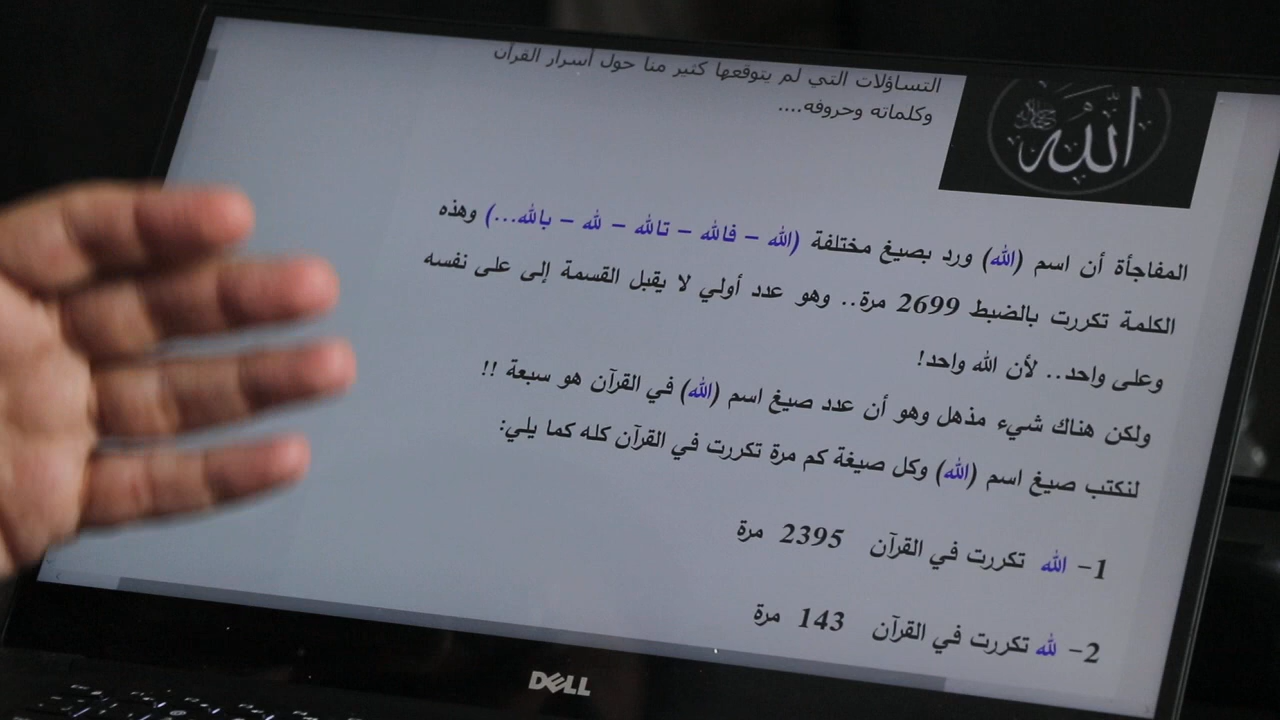 التساؤلات التي لم يتوقعها كثير منا حول أسرار القرآن
وكلماته وحروفه....
الله
المفاجأة أن اسم (الله) ورد بصيغ مختلفة (الله – فالله – تالله – لله – بالله...) وهذه
الكلمة تكررت بالضبط 2699 مرة.. وهو عدد أولي لا يقبل القسمة إلى على نفسه
وعلى واحد.. لأن الله واحد!
ولكن هناك شيء مذهل وهو أن عدد صيغ اسم (الله) في القرآن هو سبعة !!
لنكتب صيغ اسم (الله) وكل صيغة كم مرة تكررت في القرآن كله كما يلي:
1- الله تكررت في القرآن 2395 مرة
2- لله تكررت في القرآن 143 مرة
DELL